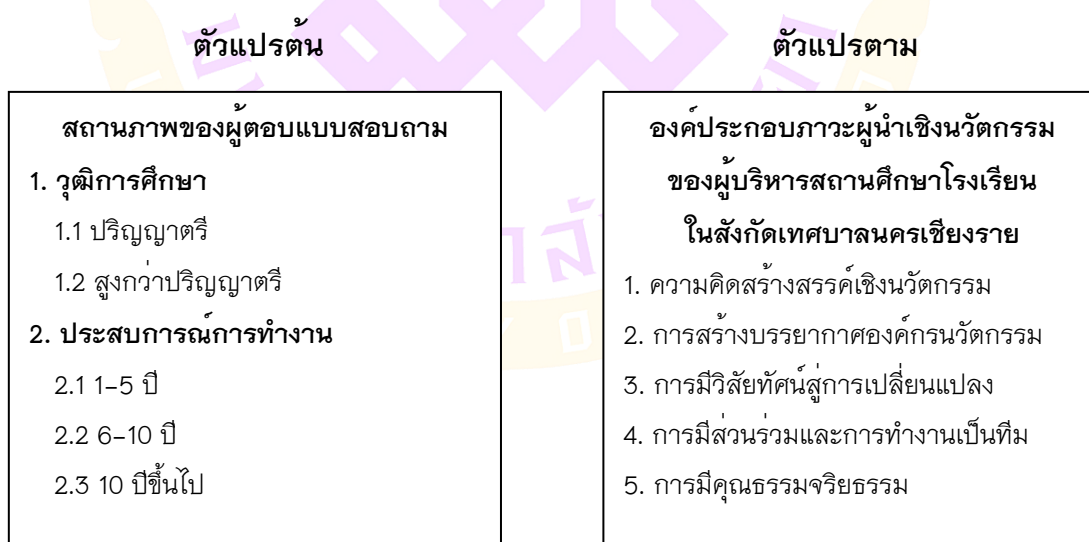 ตัวแปรต้น
สถานภาพของผู้ตอบแบบสอบถาม
1. วุฒิการศึกษา
1.1 ปริญญาตรี
1.2 สูงกว่าปริญญาตรี
2. ประสบการณ์การทำงาน
2.1 1–5 ปี
2.2 6–10 ปี
2.3 10 ปีขึ้นไป
ตัวแปรตาม
องค์ประกอบภาวะผู้นำเชิงนวัตกรรม
ของผู้บริหารสถานศึกษาโรงเรียน
ในสังกัดเทศบาลนครเชียงราย
1. ความคิดสร้างสรรค์เชิงนวัตกรรม
2. การสร้างบรรยากาศองค์กรนวัตกรรม
3. การมีวิสัยทัศน์สู่การเปลี่ยนแปลง
4. การมีส่วนร่วมและการทำงานเป็นทีม
5. การมีคุณธรรมจริยธรรม